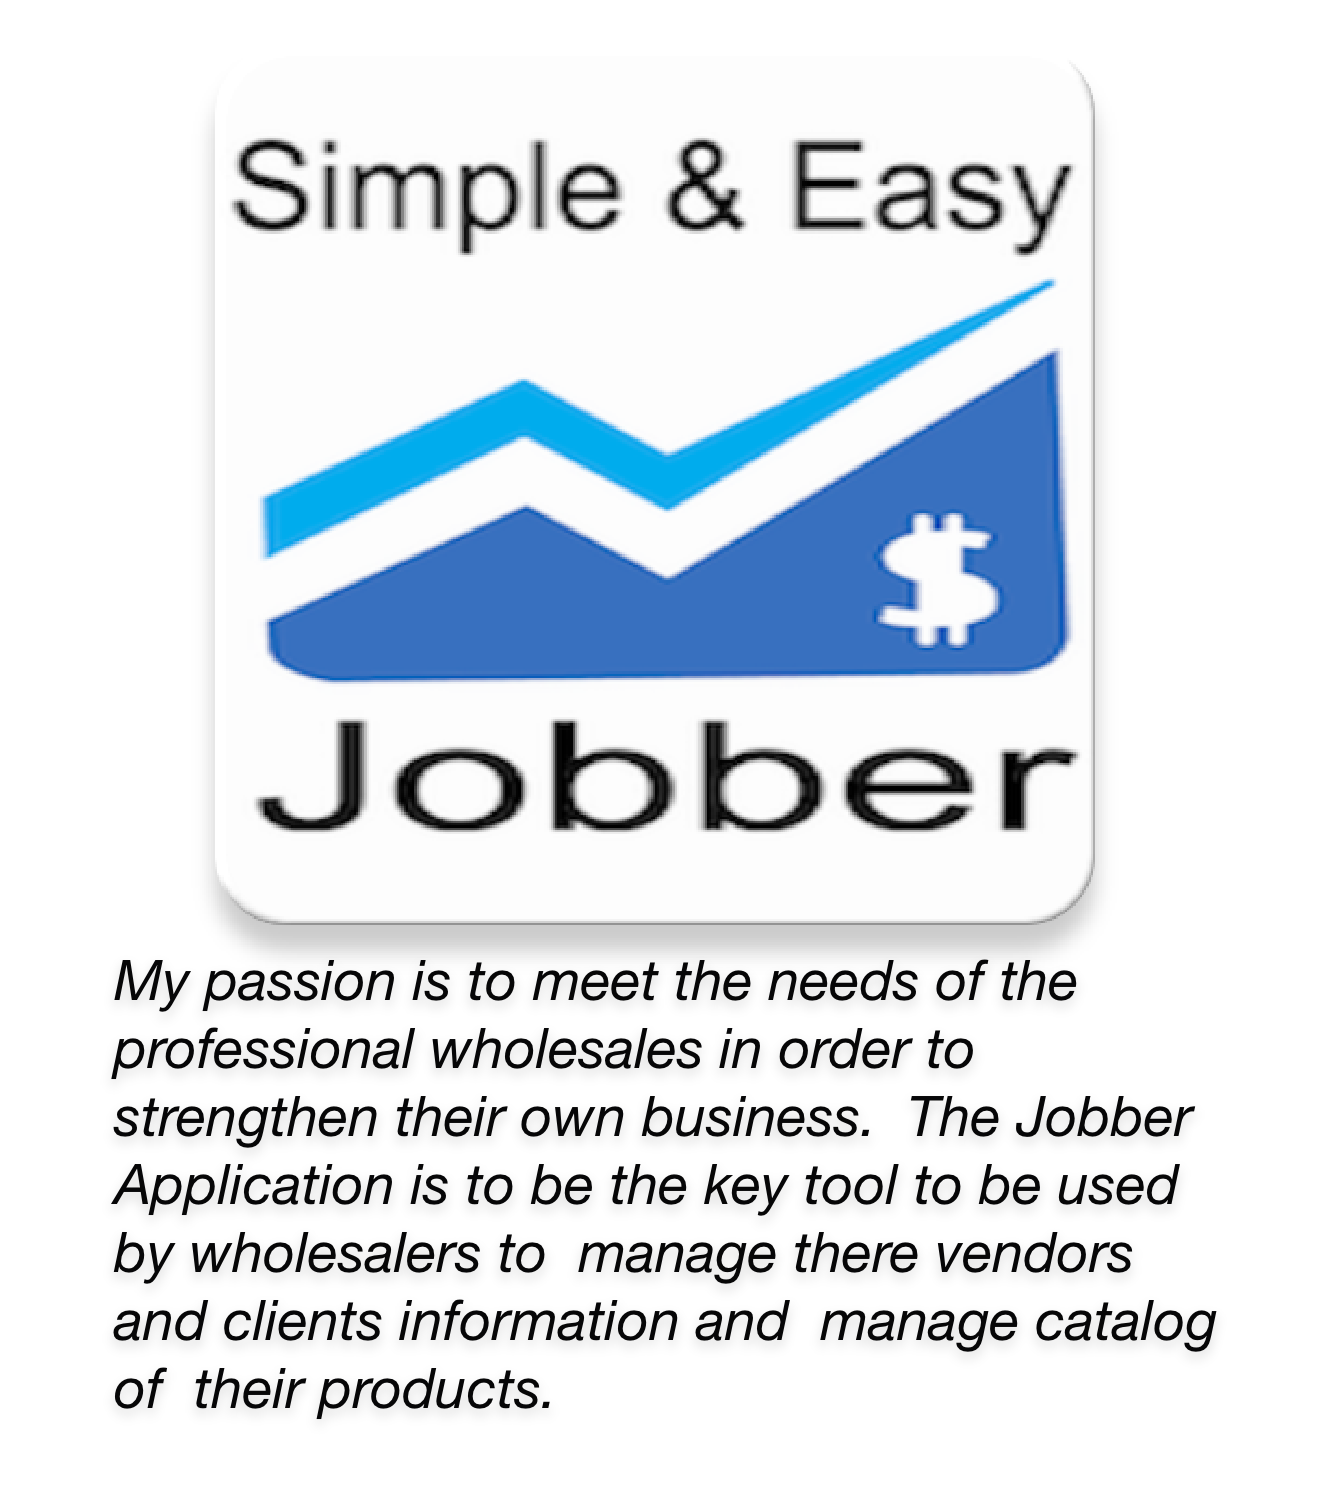 Simple & Easy
$
Jobber
My passion is to meet the needs of the
professional wholesales in order to
strengthen their own business.  The Jobber
Application is to be the key tool to be used
by wholesalers to  manage there vendors
and clients information and  manage catalog
of  their products.